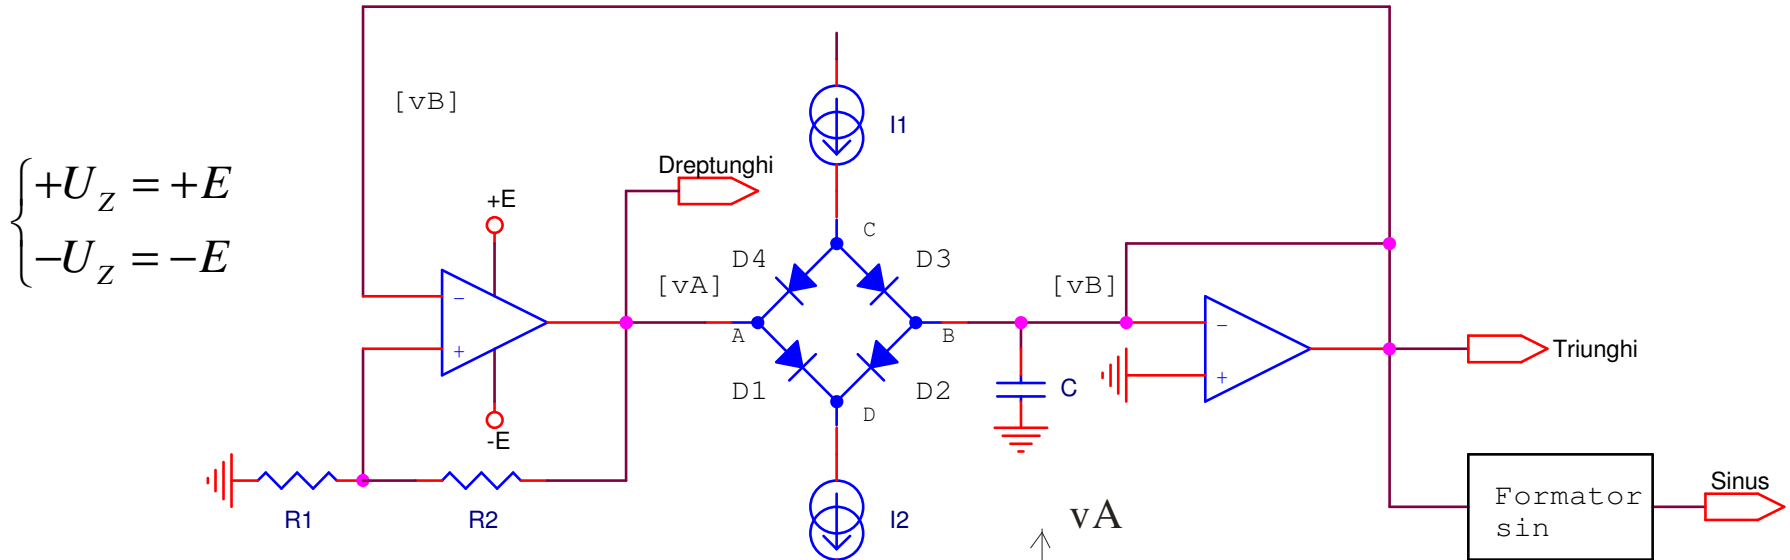 [vB]
I1
+U_Z = +E
-U_Z = -E
Dreptunghi
+E
C
D4
D3
[vA]
[vB]
-
+
A
B
-
+
Triunghi
D1
D2
C
D
-E
R1
R2
I2
vA
Formator
sin
Sinus